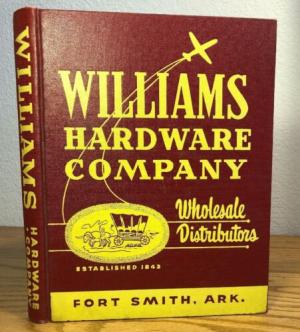 WILLIAMS
HARDWARE
COMPANY
Wholesale
Distributors
ESTABLISHED 1843
FORT SMITH, ARK.
WILLIAMS
HARDWARE
COMPANY